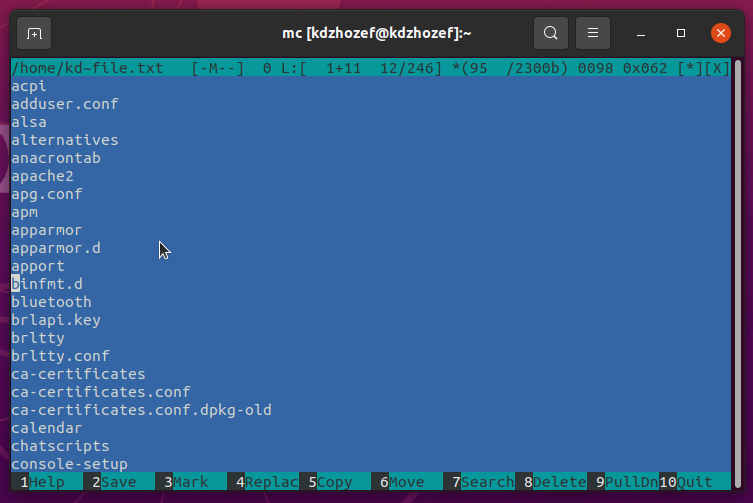 mc [kdzhozef@kdzhozef]:~
/home/kd~file.txt   [-M--]  0 L:[  1+11  12/246] *(95  /2300b) 0098 0x062 [*][X]
acpi
adduser.conf
alsa
alternatives
anacrontab
apache2
apg.conf
apm
apparmor
apparmor.d
apport
binfmt.d
bluetooth
brlapi.key
brltty
brltty.conf
ca-certificates
ca-certificates.conf
ca-certificates.conf.dpkg-old
calendar
chatscripts
console-setup
1Help  2Save  3Mark  4Replac 5Copy  6Move  7Search 8Delete 9PullDn 10Quit